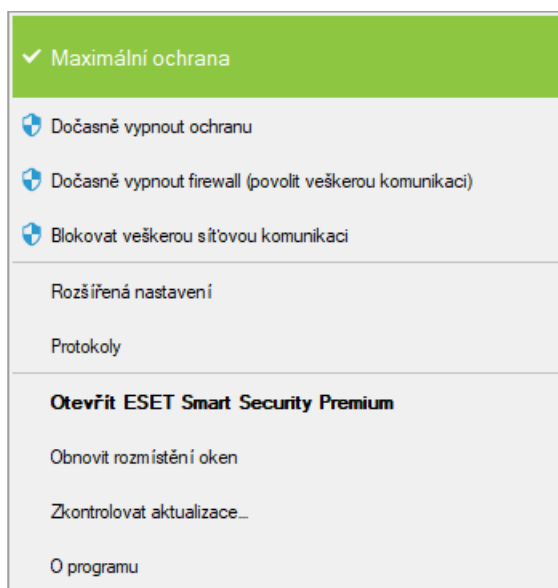 Maximální ochrana
Dočasně vypnout ochranu
Dočasně vypnout firewall (povolit veškerou komunikaci)
Blokovat veškerou síťovou komunikaci
Rozšířená nastavení
Protokoly
Otevřít ESET Smart Security Premium
Obnovit rozmístění oken
Zkontrolovat aktualizace...
O programu